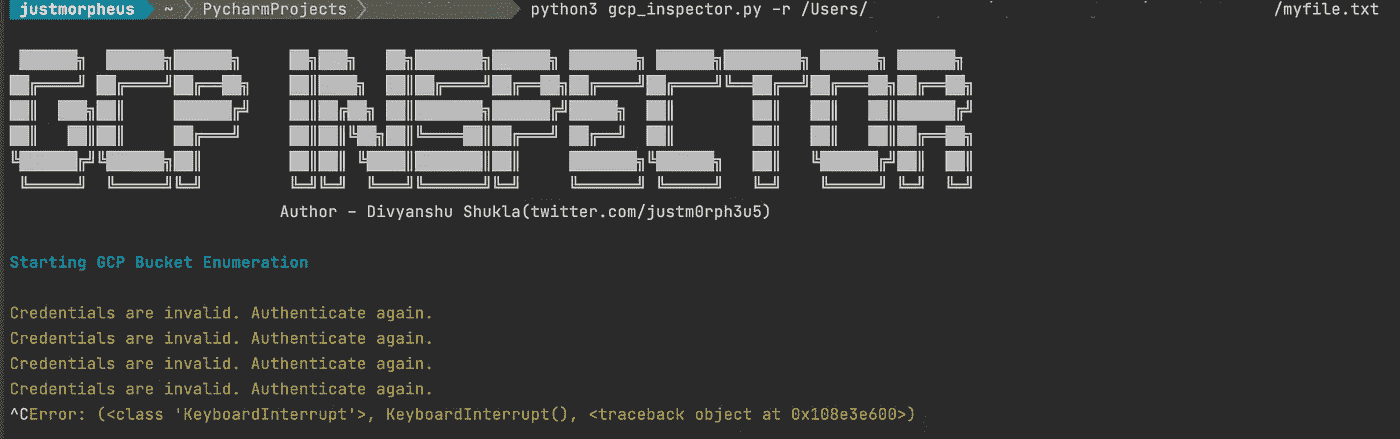 justmorpheus ~ PycharmProjects python3 gcp_inspector.py -r /Users/ /myfile.txt
GCP INSPECTOR
Author - Divyanshu Shukla(twitter.com/justm0rph3u5)
Starting GCP Bucket Enumeration
Credentials are invalid. Authenticate again.
Credentials are invalid. Authenticate again.
Credentials are invalid. Authenticate again.
Credentials are invalid. Authenticate again.
^CError: (<class 'KeyboardInterrupt'>, KeyboardInterrupt(), <traceback object at 0x108e3e600>)